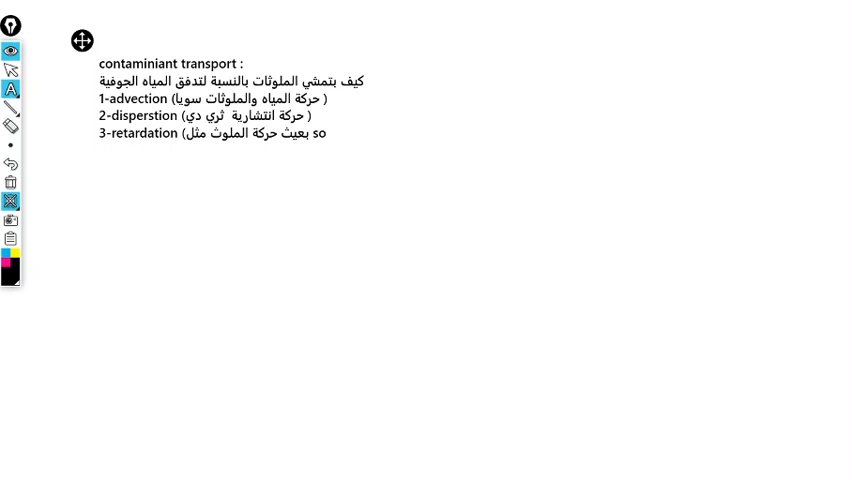 contaminiant transport :
كيف بتمشي الملوثات بالنسبة لتدفق المياه الجوفية
1-advection (حركة المياه والملوثات سويا )
2-disperstion (حركة انتشارية ثري دي )
3-retardation (بعيث حركة الملوث مثل so